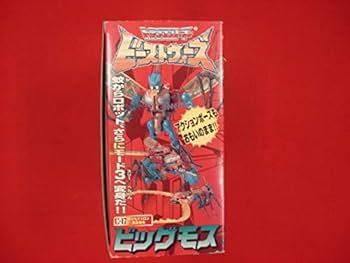 ビーストウォーズ
蚊からロボット、さらにモード3へ変身だ!!
アクションポーズも
おもいのまま!!
ビッグモス